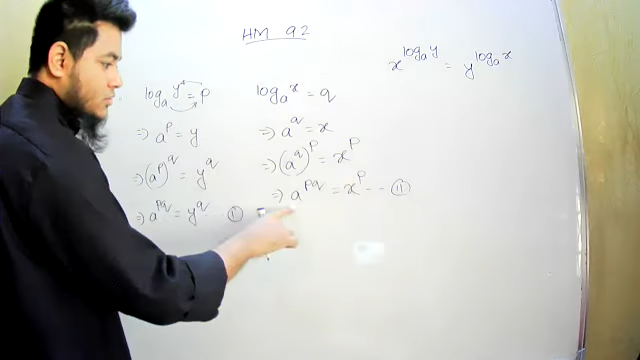 HM 92
x^{log_a y} = y^{log_a x}
log_a y = p
⇒ a^p = y
⇒ (a^p)^q = y^q
⇒ a^{pq} = y^q -- (i)
log_a x = q
⇒ a^q = x
⇒ (a^q)^p = x^p
⇒ a^{pq} = x^p -- (ii)